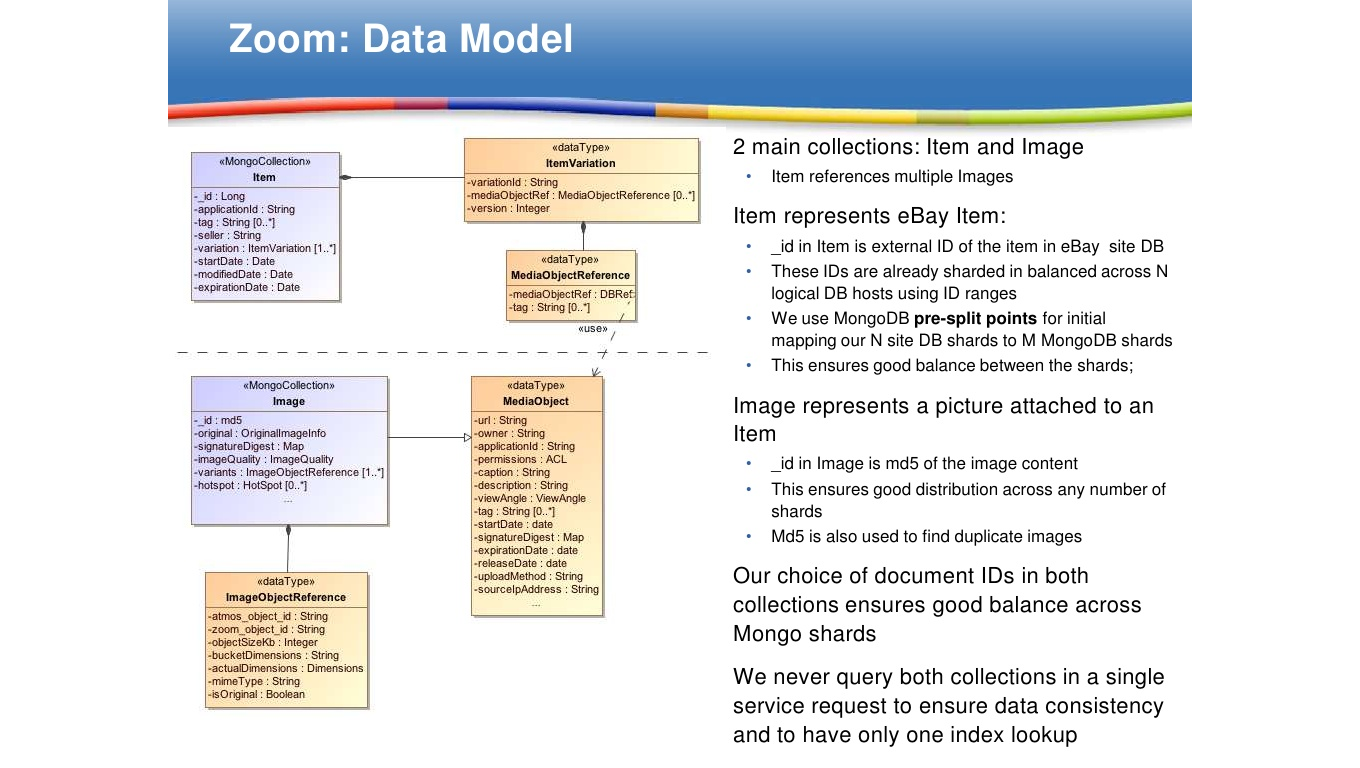 Zoom: Data Model
«MongoCollection»
Item
-_id : Long
-applicationId : String
-tag : String [0..*]
-seller : String
-variation : ItemVariation [1..*]
-startDate : Date
-modifiedDate : Date
-expirationDate : Date
«dataType»
ItemVariation
-variationId : String
-mediaObjectRef : MediaObjectReference [0..*]
-version : Integer
«dataType»
MediaObjectReference
-mediaObjectRef : DBRef
-tag : String [0..*]
«use»
«MongoCollection»
Image
-_id : md5
-original : OriginalImageInfo
-signatureDigest : Map
-imageQuality : ImageQuality
-variants : ImageObjectReference [1..*]
-hotspot : HotSpot [0..*]
...
«dataType»
MediaObject
-url : String
-owner : String
-applicationId : String
-permissions : ACL
-caption : String
-description : String
-viewAngle : ViewAngle
-tag : String [0..*]
-startDate : date
-signatureDigest : Map
-expirationDate : date
-releaseDate : date
-uploadMethod : String
-sourceIpAddress : String
...
«dataType»
ImageObjectReference
-atmos_object_id : String
-zoom_object_id : String
-objectSizeKb : Integer
-bucketDimensions : String
-actualDimensions : Dimensions
-mimeType : String
-isOriginal : Boolean
2 main collections: Item and Image
• Item references multiple Images
Item represents eBay Item:
• _id in Item is external ID of the item in eBay site DB
• These IDs are already sharded in balanced across N
logical DB hosts using ID ranges
• We use MongoDB pre-split points for initial
mapping our N site DB shards to M MongoDB shards
• This ensures good balance between the shards;
Image represents a picture attached to an
Item
• _id in Image is md5 of the image content
• This ensures good distribution across any number of
shards
• Md5 is also used to find duplicate images
Our choice of document IDs in both
collections ensures good balance across
Mongo shards
We never query both collections in a single
service request to ensure data consistency
and to have only one index lookup